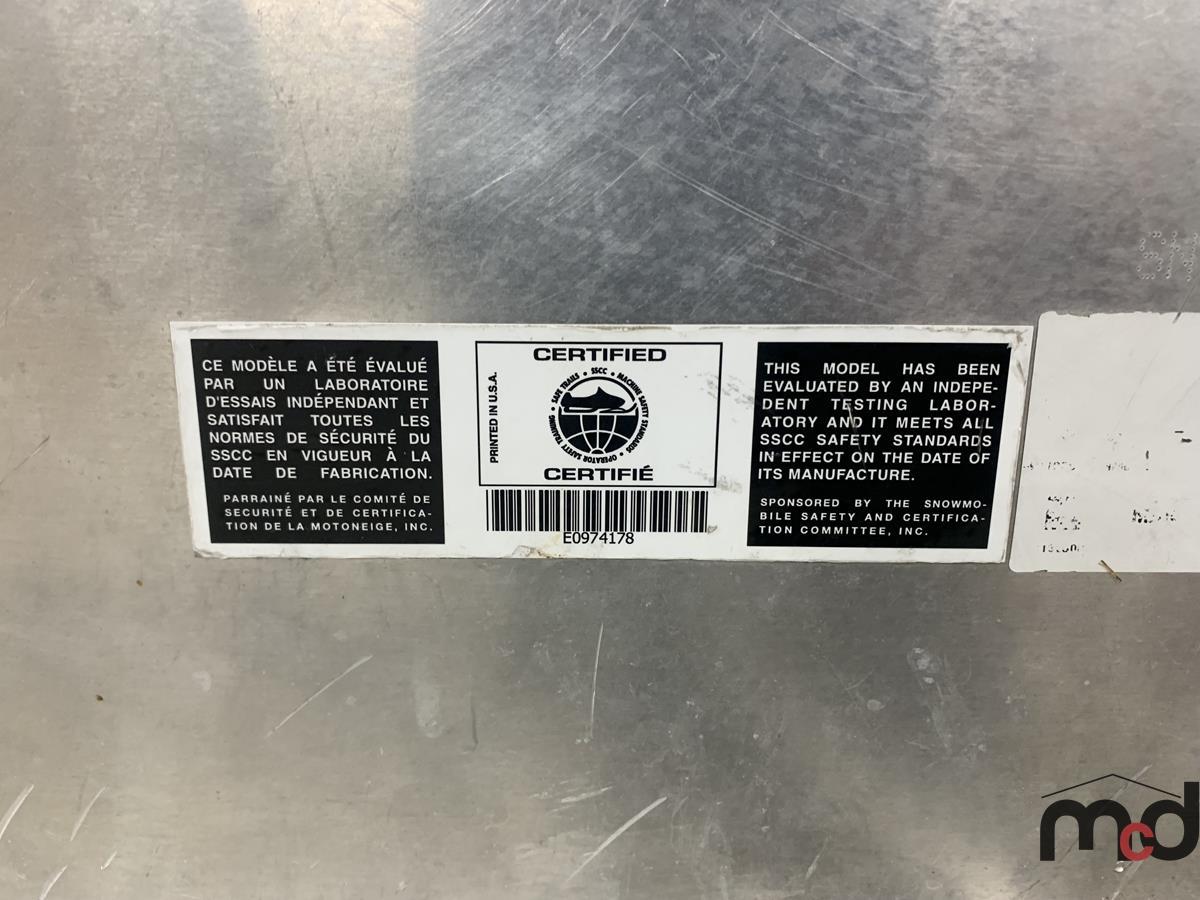 CE MODÈLE A ÉTÉ ÉVALUÉ
PAR UN LABORATOIRE
D'ESSAIS INDÉPENDANT ET
SATISFAIT TOUTES LES
NORMES DE SÉCURITÉ DU
SSCC EN VIGUEUR À LA
DATE DE FABRICATION.
PARRAINÉ PAR LE COMITÉ DE
SECURITÉ ET DE CERTIFICA-
TION DE LA MOTONEIGE, INC.
CERTIFIED
PRINTED IN U.S.A.
SAFE TRAILS • SSCC • MACHINE SAFETY STANDARDS • OPERATOR SAFETY TRAINING •
CERTIFIÉ
E0974178
THIS MODEL HAS BEEN
EVALUATED BY AN INDEPE-
DENT TESTING LABOR-
ATORY AND IT MEETS ALL
SSCC SAFETY STANDARDS
IN EFFECT ON THE DATE OF
ITS MANUFACTURE.
SPONSORED BY THE SNOWMO-
BILE SAFETY AND CERTIFICA-
TION COMMITTEE, INC.
mcd